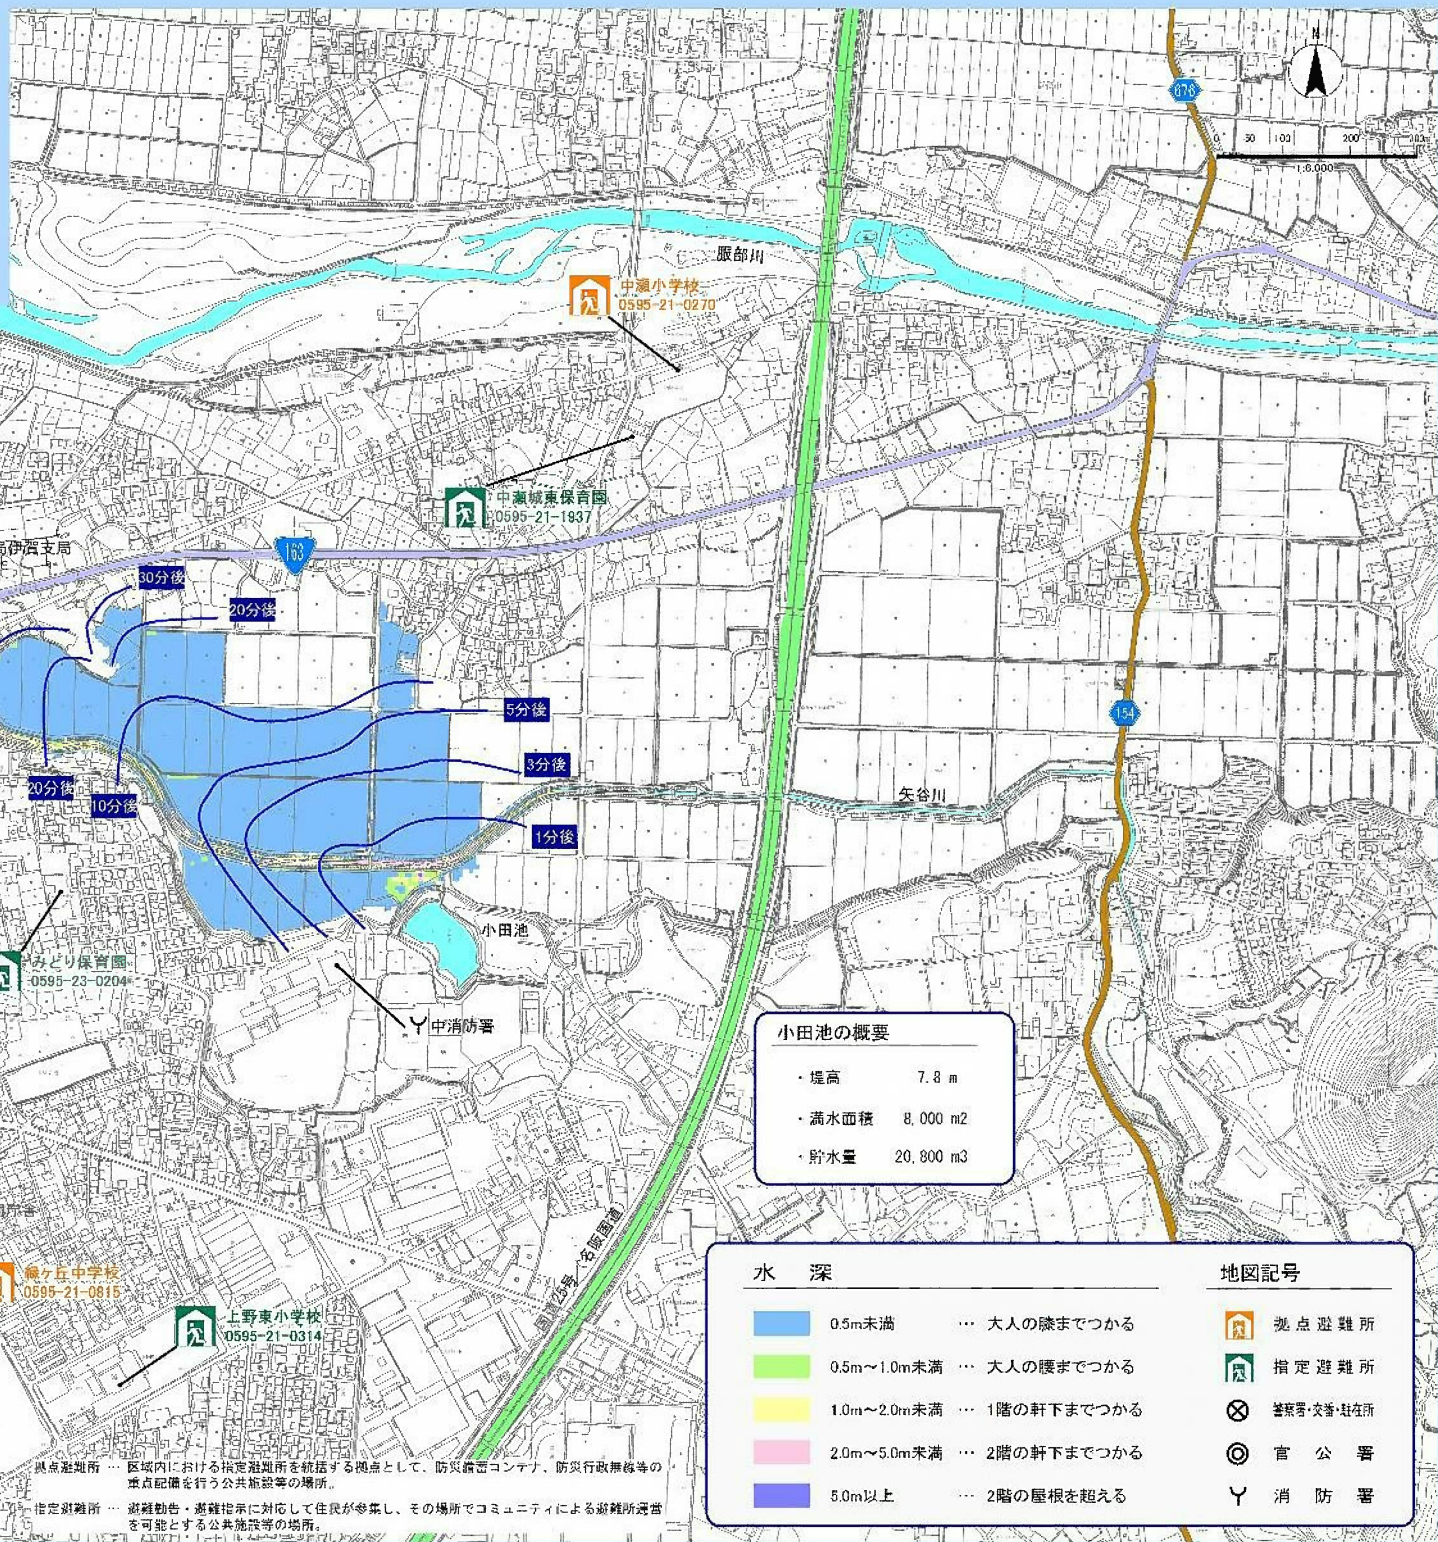 N
678
0 50 100 200
1:6,000
服部川
中瀬小学校
0595-21-0270
中瀬城東保育園
0595-21-1937
局伊賀支局
163
30分後
20分後
5分後
3分後
154
20分後
10分後
矢谷川
1分後
小田池
みどり保育園
0595-23-0204
中消防署
小田池の概要
・堤高 7.8 m
・満水面積 8,000 m2
・貯水量 20,800 m3
国道25号 名阪国道
緑ヶ丘中学校
0595-21-0815
上野東小学校
0595-21-0314
水 深
0.5m未満 … 大人の膝までつかる
0.5m～1.0m未満 … 大人の腰までつかる
1.0m～2.0m未満 … 1階の軒下までつかる
2.0m～5.0m未満 … 2階の軒下までつかる
5.0m以上 … 2階の屋根を超える
地図記号
拠点避難所
指定避難所
警察署・交番・駐在所
官公署
消防署
拠点避難所 … 区域内における指定避難所を統括する拠点として、防災備蓄コンテナ、防災行政無線等の
重点配備を行う公共施設等の場所。
指定避難所 … 避難勧告・避難指示に対応して住民が参集し、その場所でコミュニティによる避難所運営
を可能とする公共施設等の場所。